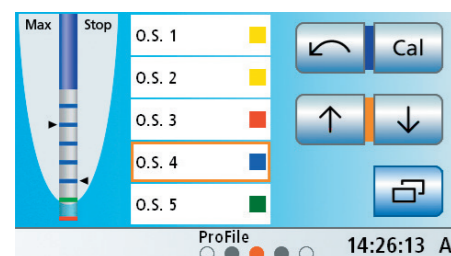 Max Stop
O.S. 1
O.S. 2
O.S. 3
O.S. 4
O.S. 5
Cal
ProFile
14:26:13 A